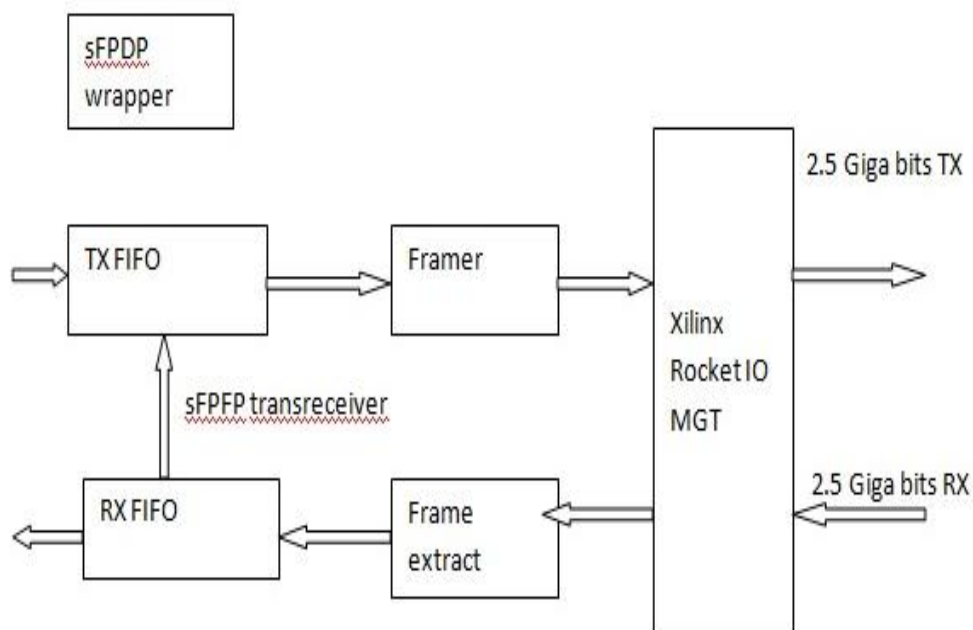 sFPDP
wrapper
2.5 Giga bits TX
TX FIFO
Framer
Xilinx
Rocket IO
MGT
sFPFP transreceiver
2.5 Giga bits RX
RX FIFO
Frame
extract